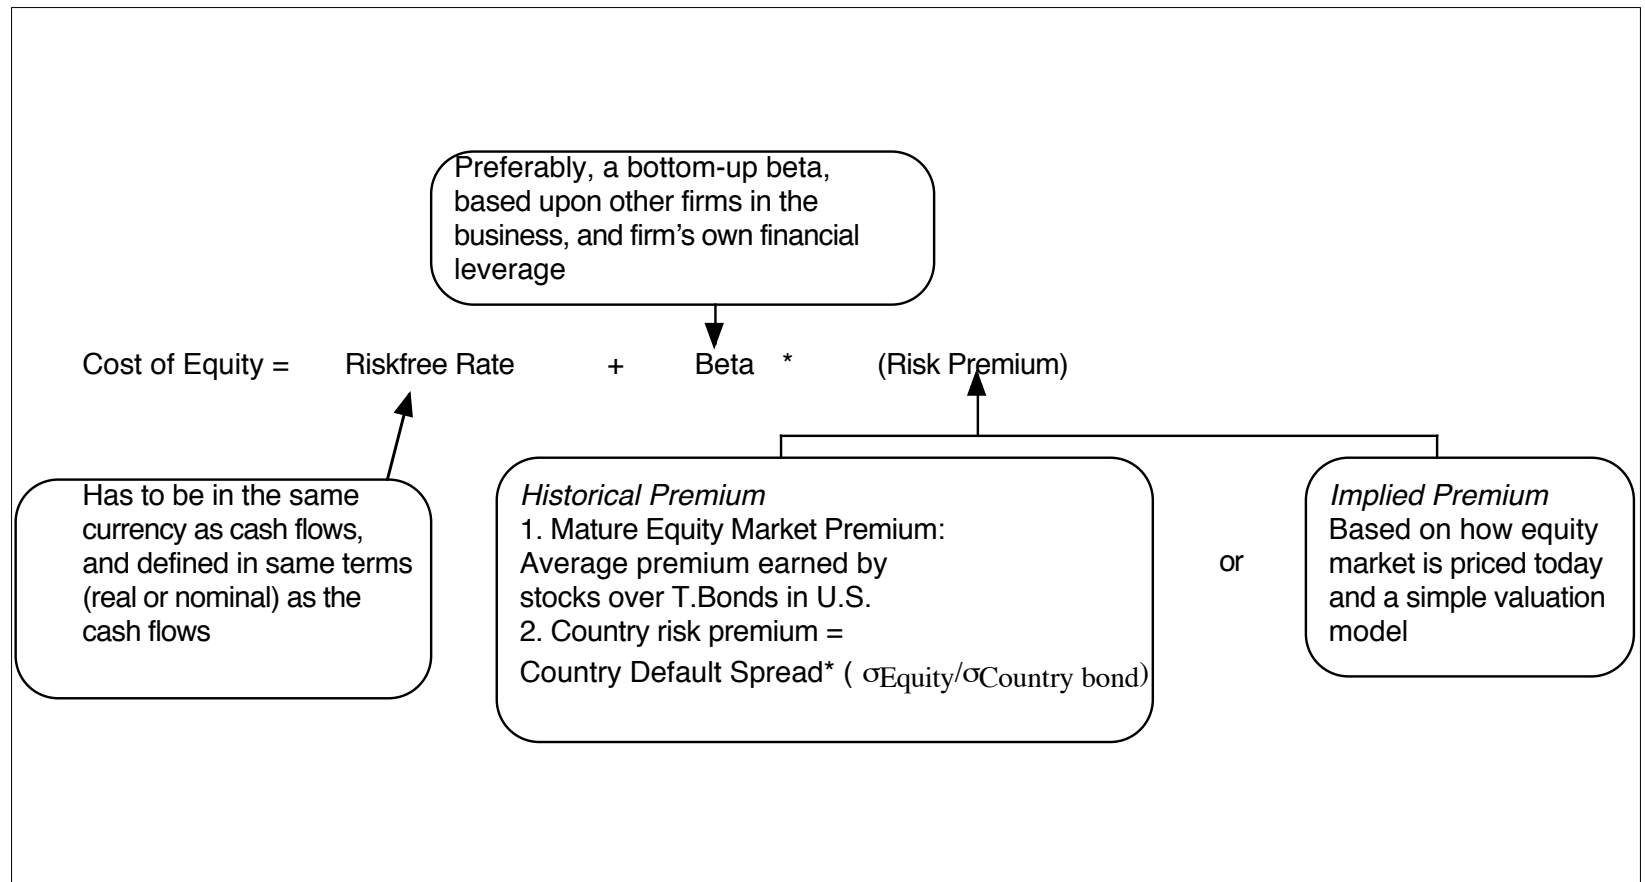 Preferably, a bottom-up beta,
based upon other firms in the
business, and firm’s own financial
leverage
Cost of Equity = Riskfree Rate + Beta * (Risk Premium)
Has to be in the same
currency as cash flows,
and defined in same terms
(real or nominal) as the
cash flows
Historical Premium
1. Mature Equity Market Premium:
Average premium earned by
stocks over T.Bonds in U.S.
2. Country risk premium =
Country Default Spread* ( σEquity/σCountry bond)
or
Implied Premium
Based on how equity
market is priced today
and a simple valuation
model